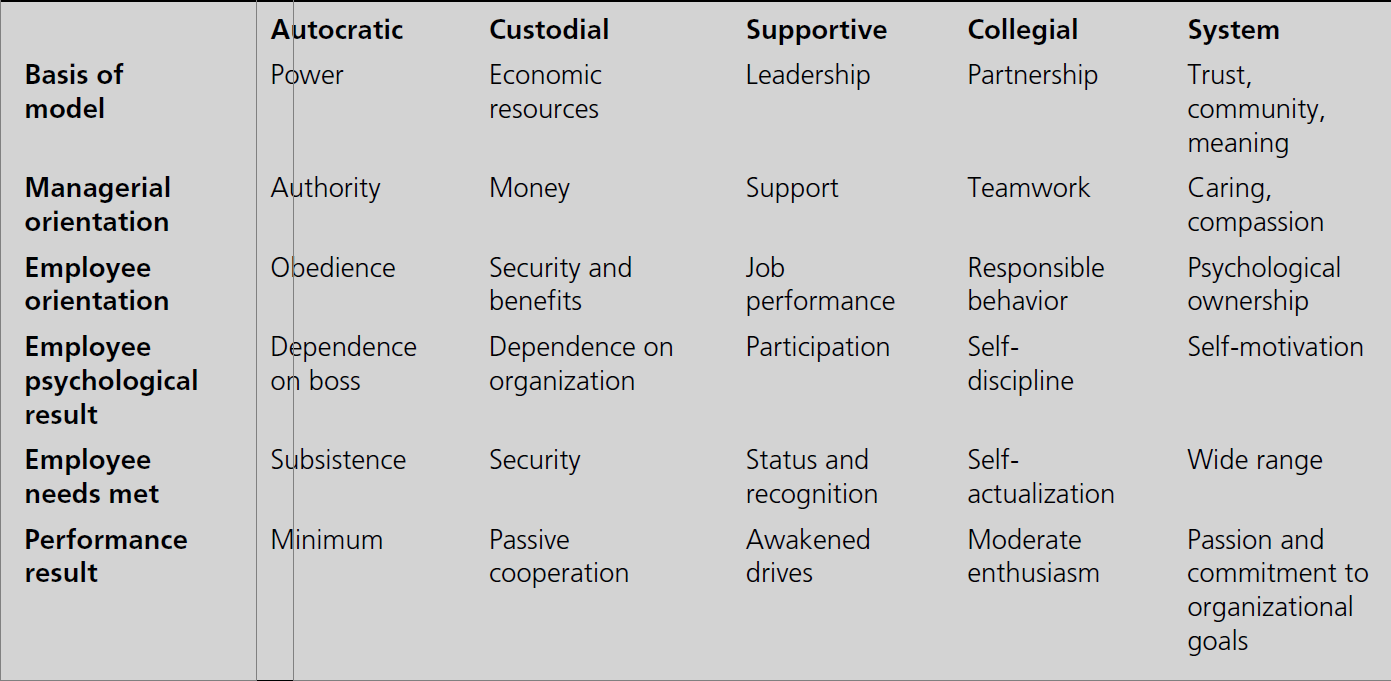 Autocratic Custodial Supportive Collegial System
Basis of Power Economic Leadership Partnership Trust,
model resources community,
meaning
Managerial Authority Money Support Teamwork Caring,
orientation compassion
Employee Obedience Security and Job Responsible Psychological
orientation benefits performance behavior ownership
Employee Dependence Dependence on Participation Self- Self-motivation
psychological on boss organization discipline
result
Employee Subsistence Security Status and Self- Wide range
needs met recognition actualization
Performance Minimum Passive Awakened Moderate Passion and
result cooperation drives enthusiasm commitment to
organizational
goals